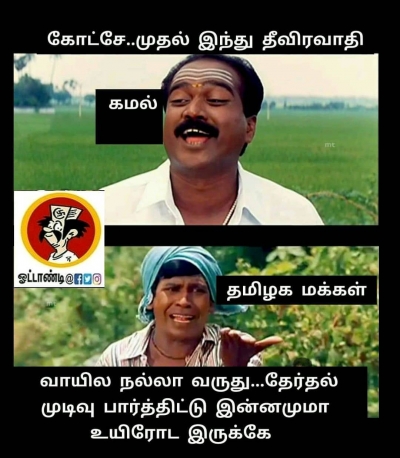 கோட்சே..முதல் இந்து தீவிரவாதி
கமல்
ஓட்டாண்டி@
தமிழக மக்கள்
வாயில நல்லா வருது...தேர்தல்
முடிவு பார்த்திட்டு இன்னமுமா
உயிரோட இருக்கே